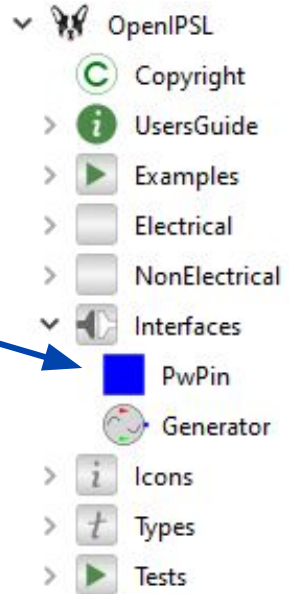 OpenIPSL
Copyright
UsersGuide
Examples
Electrical
NonElectrical
Interfaces
PwPin
Generator
Icons
Types
Tests